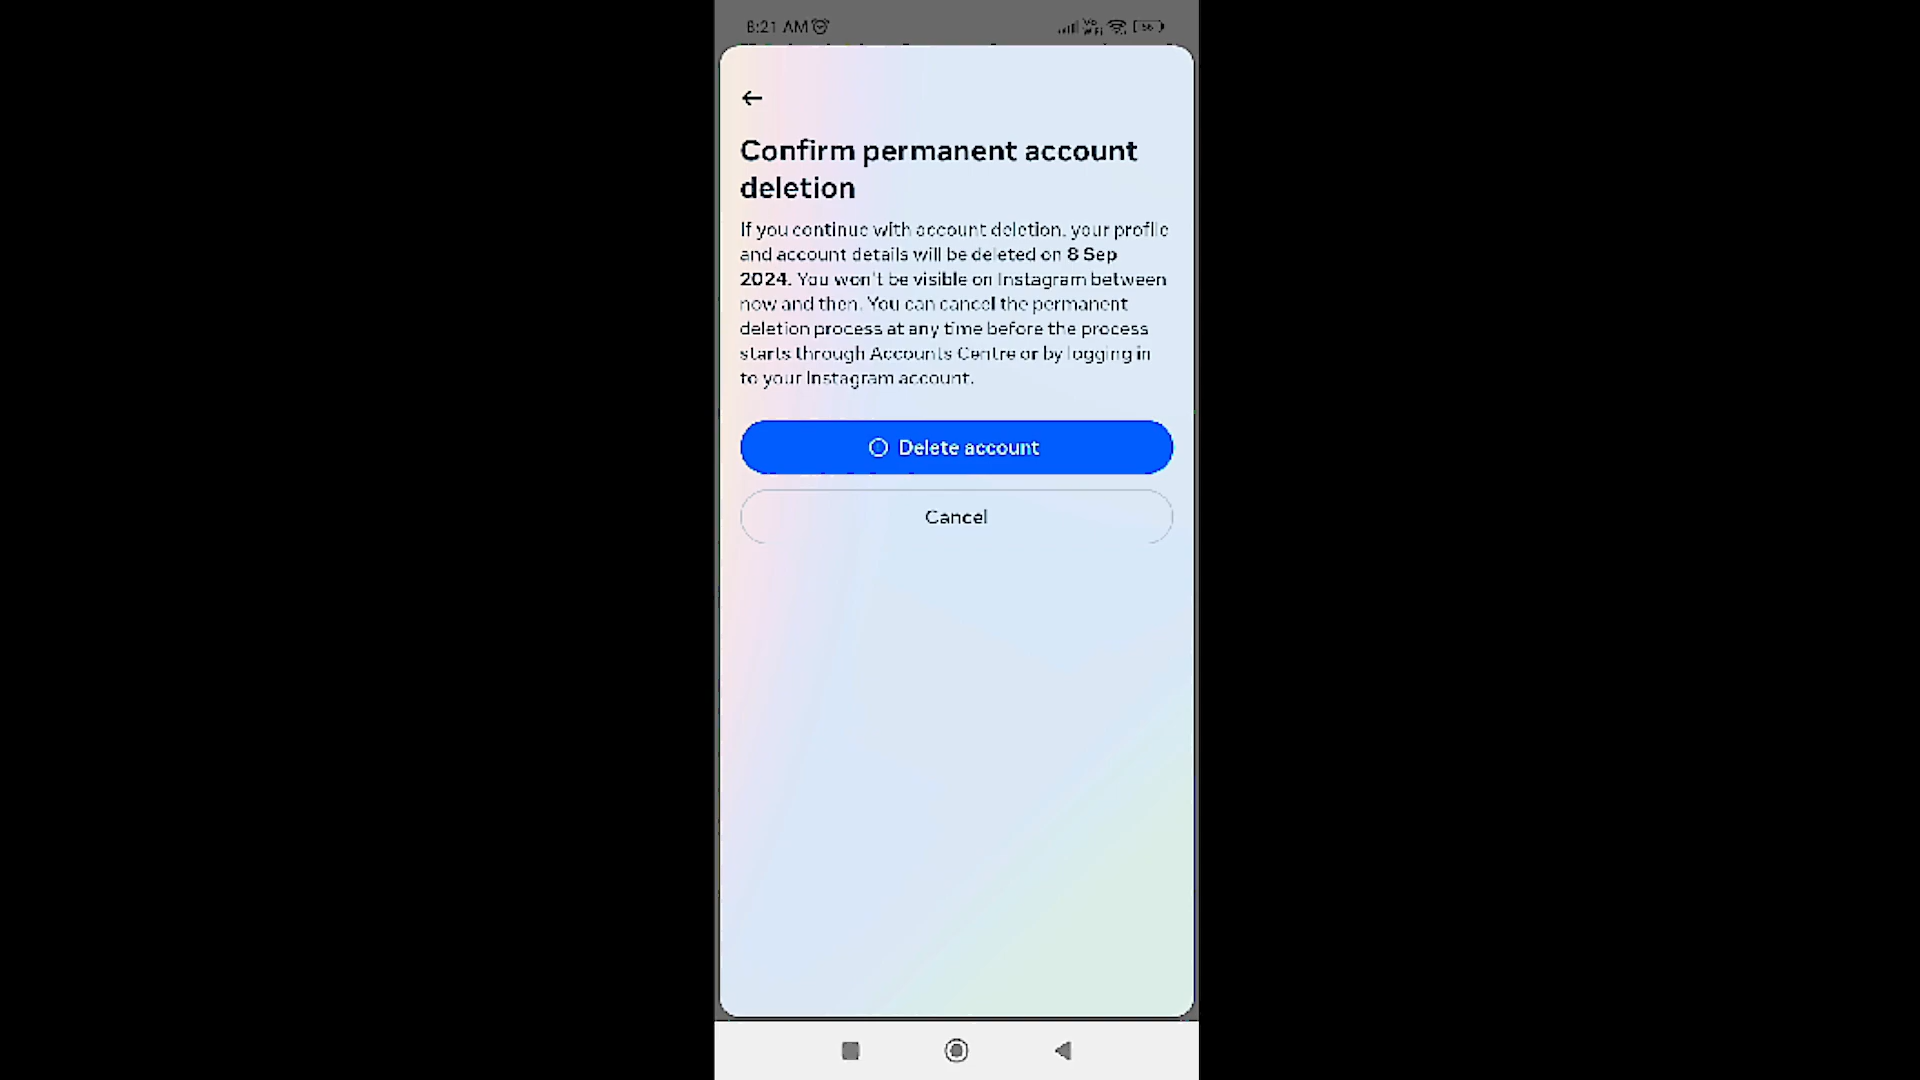 8:21 AM
56
Confirm permanent account
deletion
If you continue with account deletion, your profile
and account details will be deleted on 8 Sep
2024. You won't be visible on Instagram between
now and then. You can cancel the permanent
deletion process at any time before the process
starts through Accounts Centre or by logging in
to your Instagram account.
Delete account
Cancel